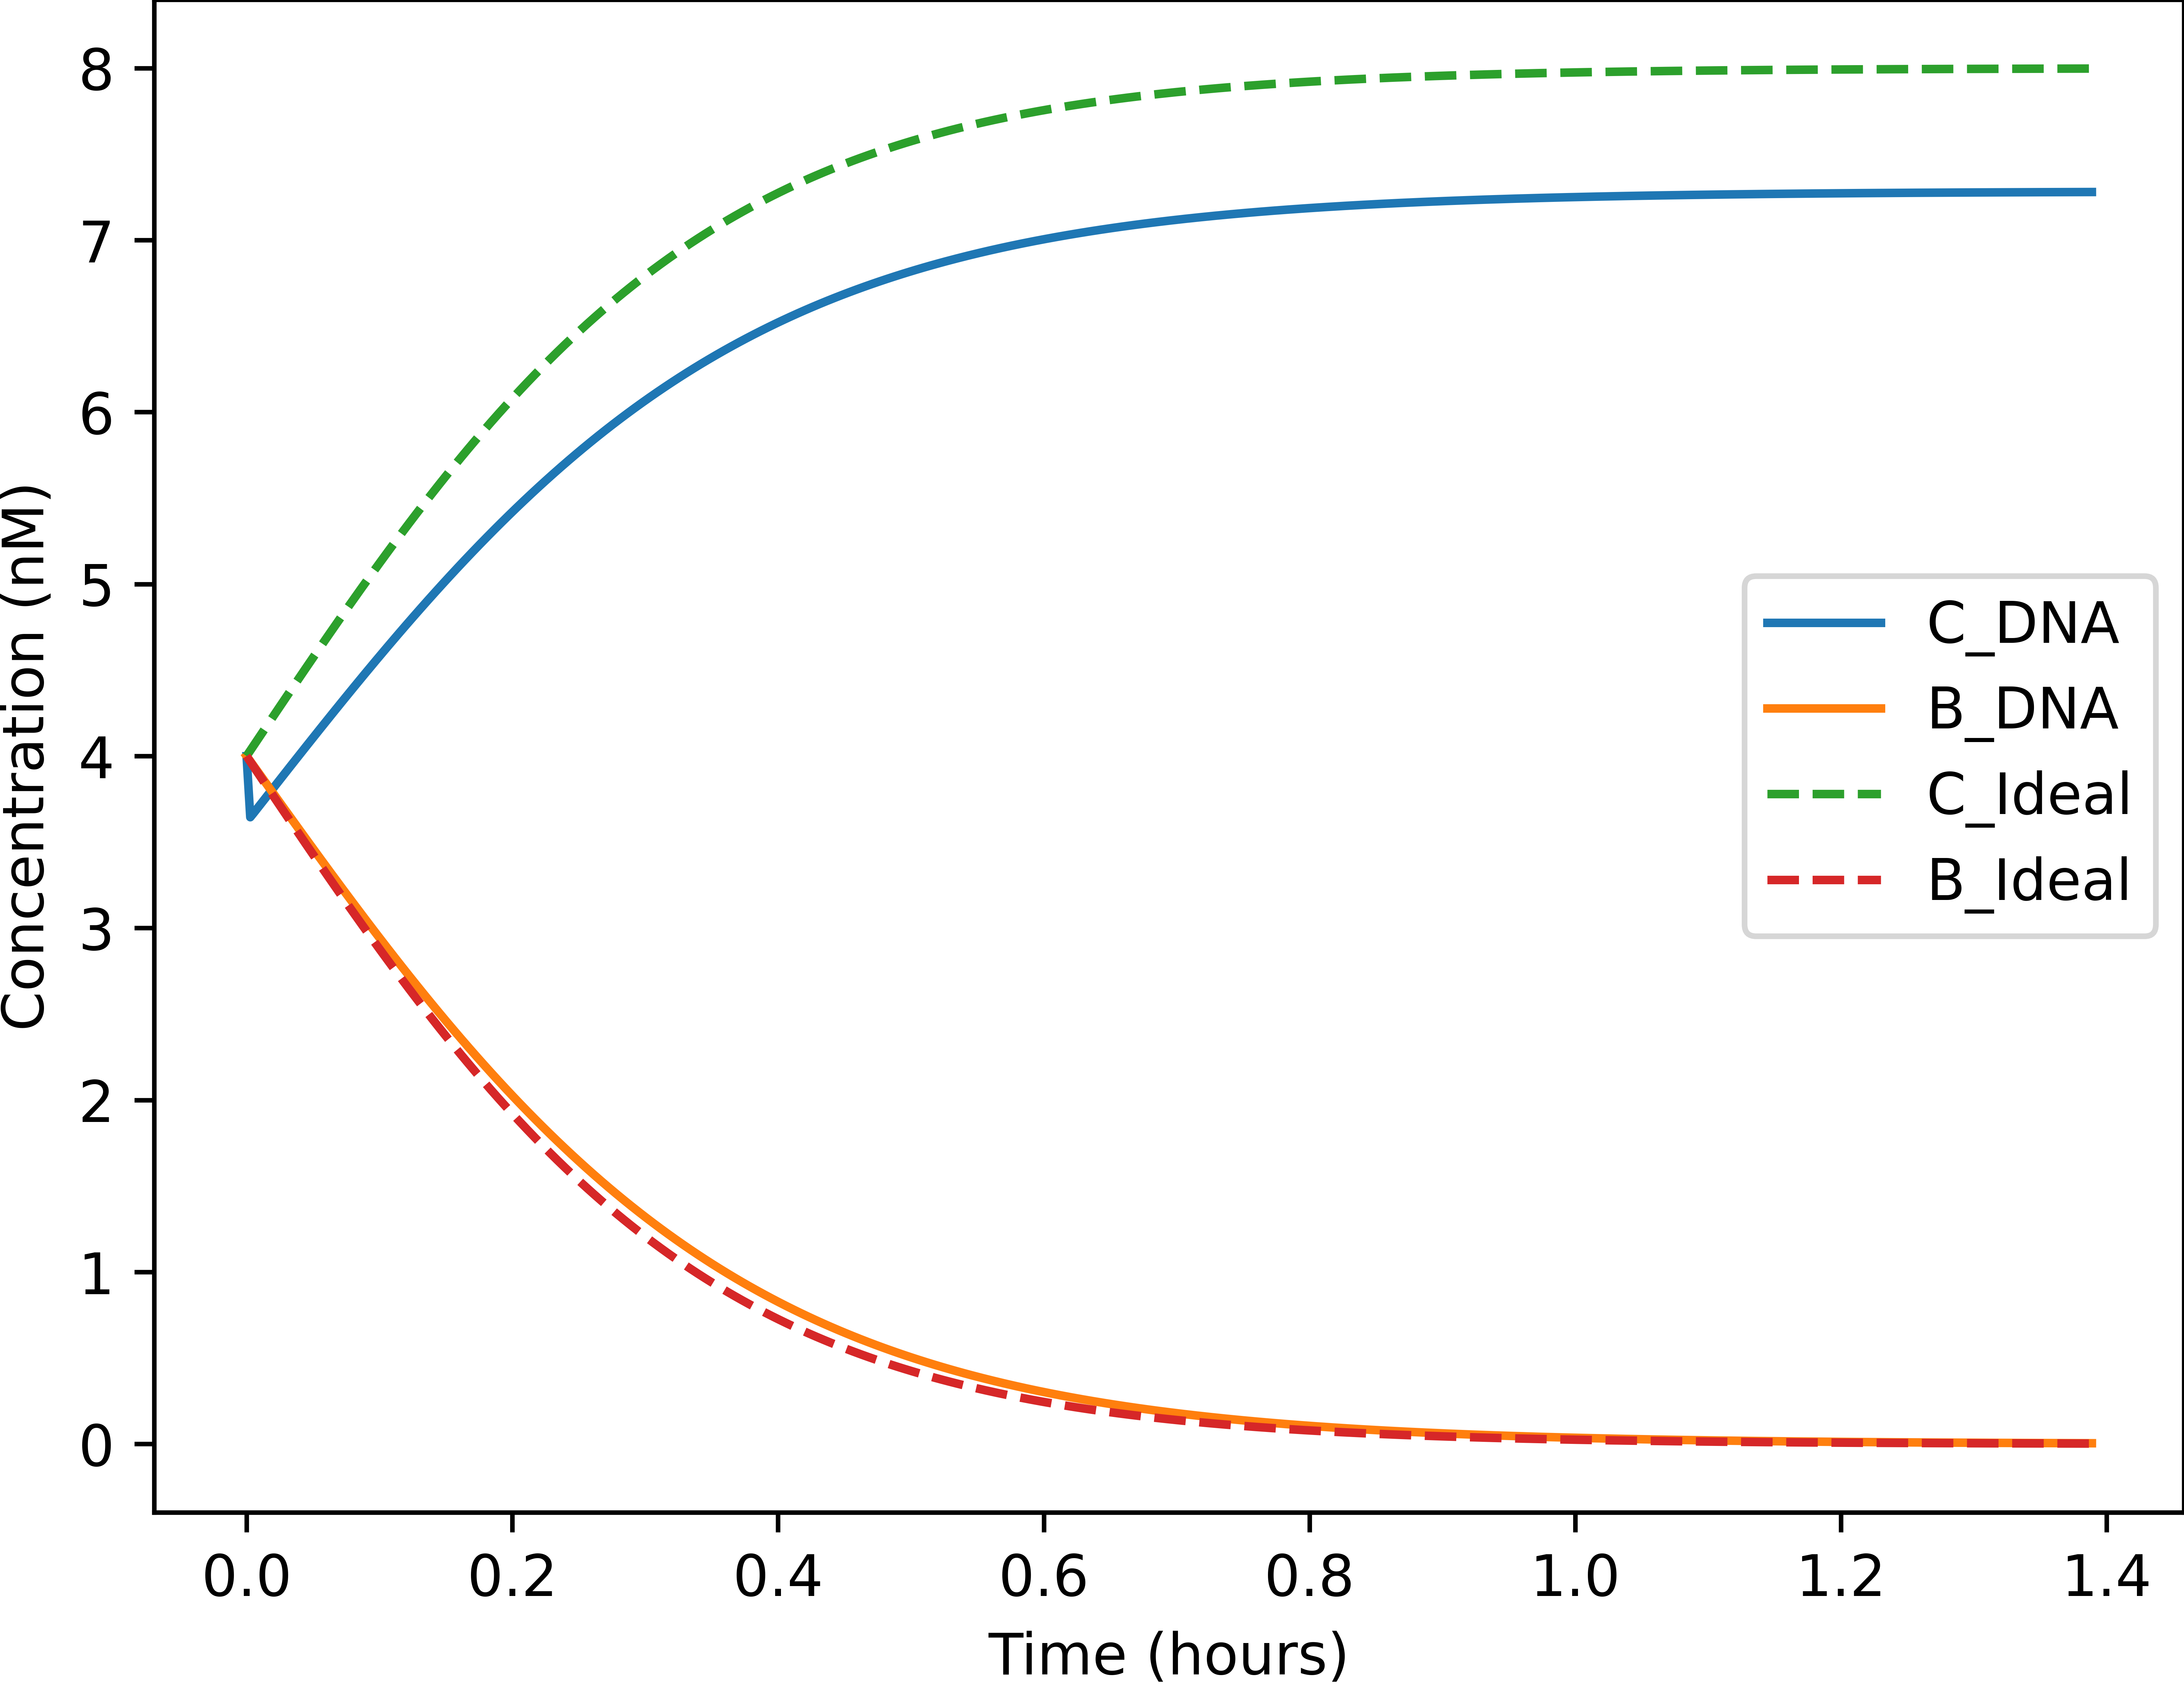 8
7
6
5
4
3
2
1
0
Concentration (nM)
C_DNA
B_DNA
C_Ideal
B_Ideal
0.0 0.2 0.4 0.6 0.8 1.0 1.2 1.4
Time (hours)